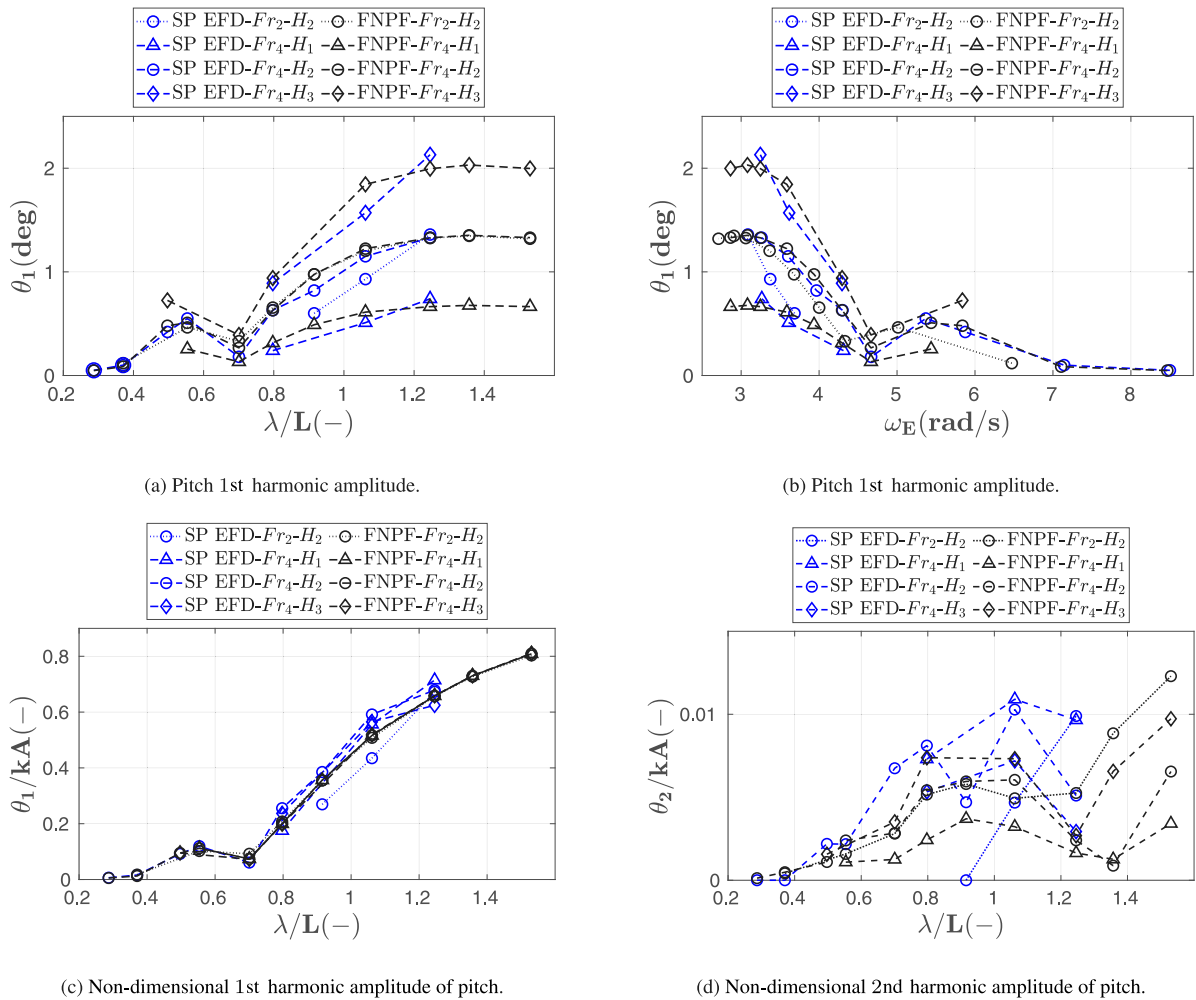 SP EFD-Fr₂-H₂ FNPF-Fr₂-H₂
SP EFD-Fr₄-H₁ FNPF-Fr₄-H₁
SP EFD-Fr₄-H₂ FNPF-Fr₄-H₂
SP EFD-Fr₄-H₃ FNPF-Fr₄-H₃
2
1
0
θ₁(deg)
0.2 0.4 0.6 0.8 1 1.2 1.4
λ/L(−)
(a) Pitch 1st harmonic amplitude.
SP EFD-Fr₂-H₂ FNPF-Fr₂-H₂
SP EFD-Fr₄-H₁ FNPF-Fr₄-H₁
SP EFD-Fr₄-H₂ FNPF-Fr₄-H₂
SP EFD-Fr₄-H₃ FNPF-Fr₄-H₃
2
1
0
θ₁(deg)
3 4 5 6 7 8
ω_E(rad/s)
(b) Pitch 1st harmonic amplitude.
SP EFD-Fr₂-H₂ FNPF-Fr₂-H₂
SP EFD-Fr₄-H₁ FNPF-Fr₄-H₁
SP EFD-Fr₄-H₂ FNPF-Fr₄-H₂
SP EFD-Fr₄-H₃ FNPF-Fr₄-H₃
0.8
0.6
0.4
0.2
0
θ₁/kA(−)
0.2 0.4 0.6 0.8 1 1.2 1.4
λ/L(−)
(c) Non-dimensional 1st harmonic amplitude of pitch.
SP EFD-Fr₂-H₂ FNPF-Fr₂-H₂
SP EFD-Fr₄-H₁ FNPF-Fr₄-H₁
SP EFD-Fr₄-H₂ FNPF-Fr₄-H₂
SP EFD-Fr₄-H₃ FNPF-Fr₄-H₃
0.01
0
θ₂/kA(−)
0.2 0.4 0.6 0.8 1 1.2 1.4
λ/L(−)
(d) Non-dimensional 2nd harmonic amplitude of pitch.